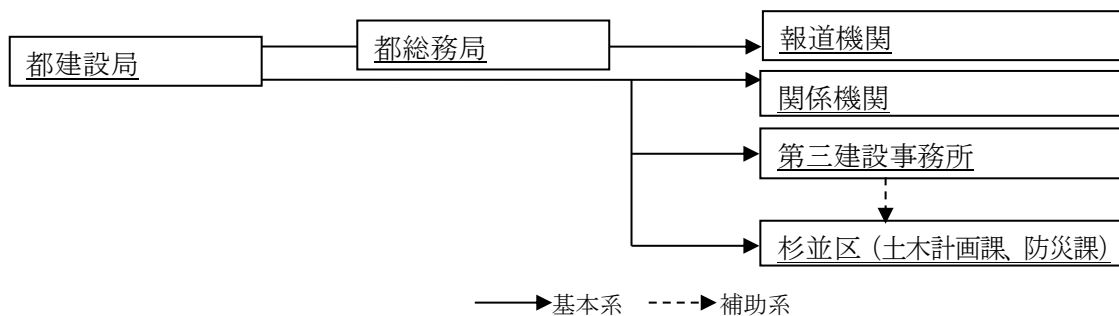 都建設局
都総務局
報道機関
関係機関
第三建設事務所
杉並区（土木計画課、防災課）
基本系 補助系